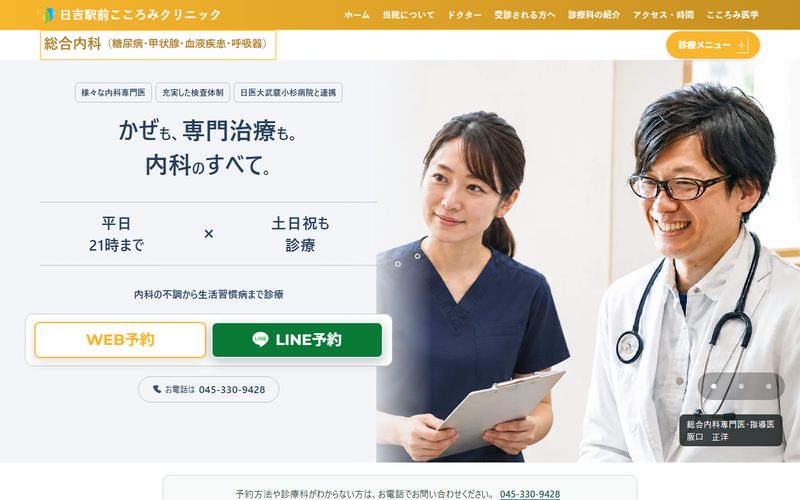 日吉駅前こころみクリニック
ホーム 当院について ドクター 受診される方へ 診療科の紹介 アクセス・時間 こころみ医学
総合内科（糖尿病・甲状腺・血液疾患・呼吸器）
診療メニュー
様々な内科専門医 充実した検査体制 日医大武蔵小杉病院と連携
かぜも、専門治療も。
内科のすべて。
平日
21時まで
×
土日祝も
診療
内科の不調から生活習慣病まで診療
WEB予約
LINE LINE予約
お電話は 045-330-9428
総合内科専門医・指導医
阪口 正洋
予約方法や診療科がわからない方は、お電話でお問い合わせください。 045-330-9428